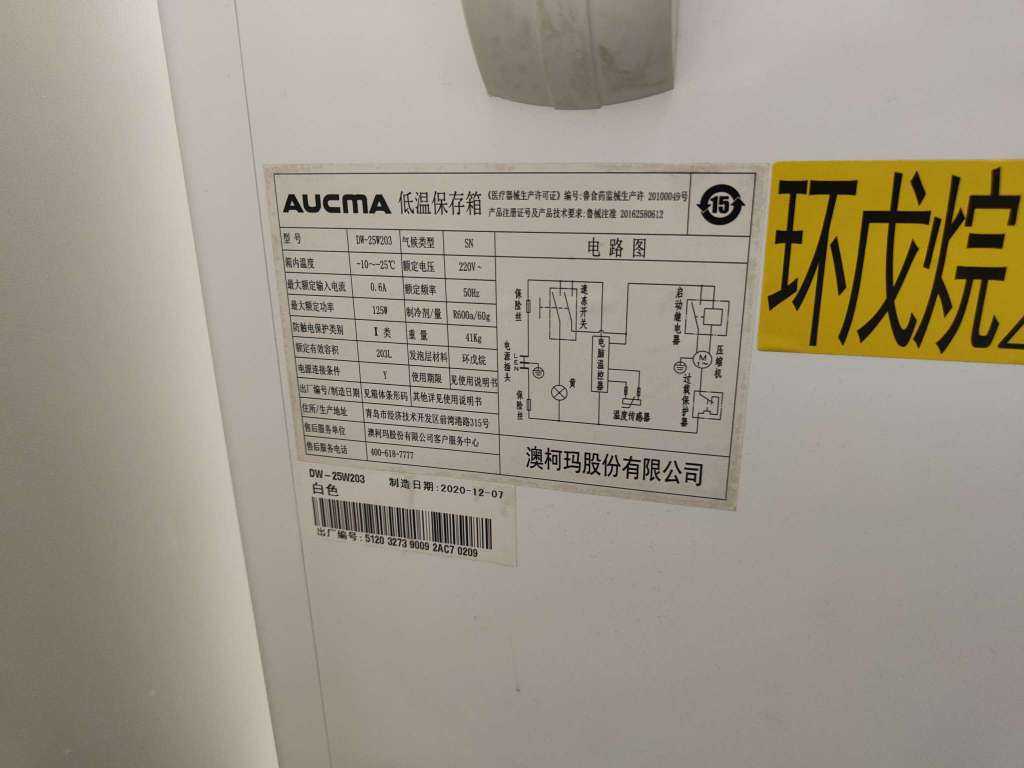 AUCMA 低温保存箱
《医疗器械生产许可证》编号:鲁食药监械生产许 20100049号
产品注册证号及产品技术要求:鲁械注准 20162580612
15
型号 DW-25W203 气候类型 SN
箱内温度 -10~-25℃ 额定电压 220V~
最大额定输入电流 0.6A 额定频率 50Hz
最大额定功率 125W 制冷剂/量 R600a/60g
防触电保护类别 I 类 重量 41Kg
额定有效容积 203L 发泡层材料 环戊烷
电源连接条件 Y 使用期限 见使用说明书
出厂编号/制造日期 见箱体条形码 其他详见使用说明书
住所/生产地址 青岛市经济技术开发区前湾港路315号
售后服务单位 澳柯玛股份有限公司客户服务中心
售后服务电话 400-618-7777
电路图
保险丝
速冻开关
启动继电器
电源插头
L E N
电脑温控器
M
压缩机
黄
过载保护器
保险丝
温度传感器
澳柯玛股份有限公司
DW-25W203 制造日期:2020-12-07
白色
出厂编号: 5120 3273 9009 2AC7 0209
环戊烷